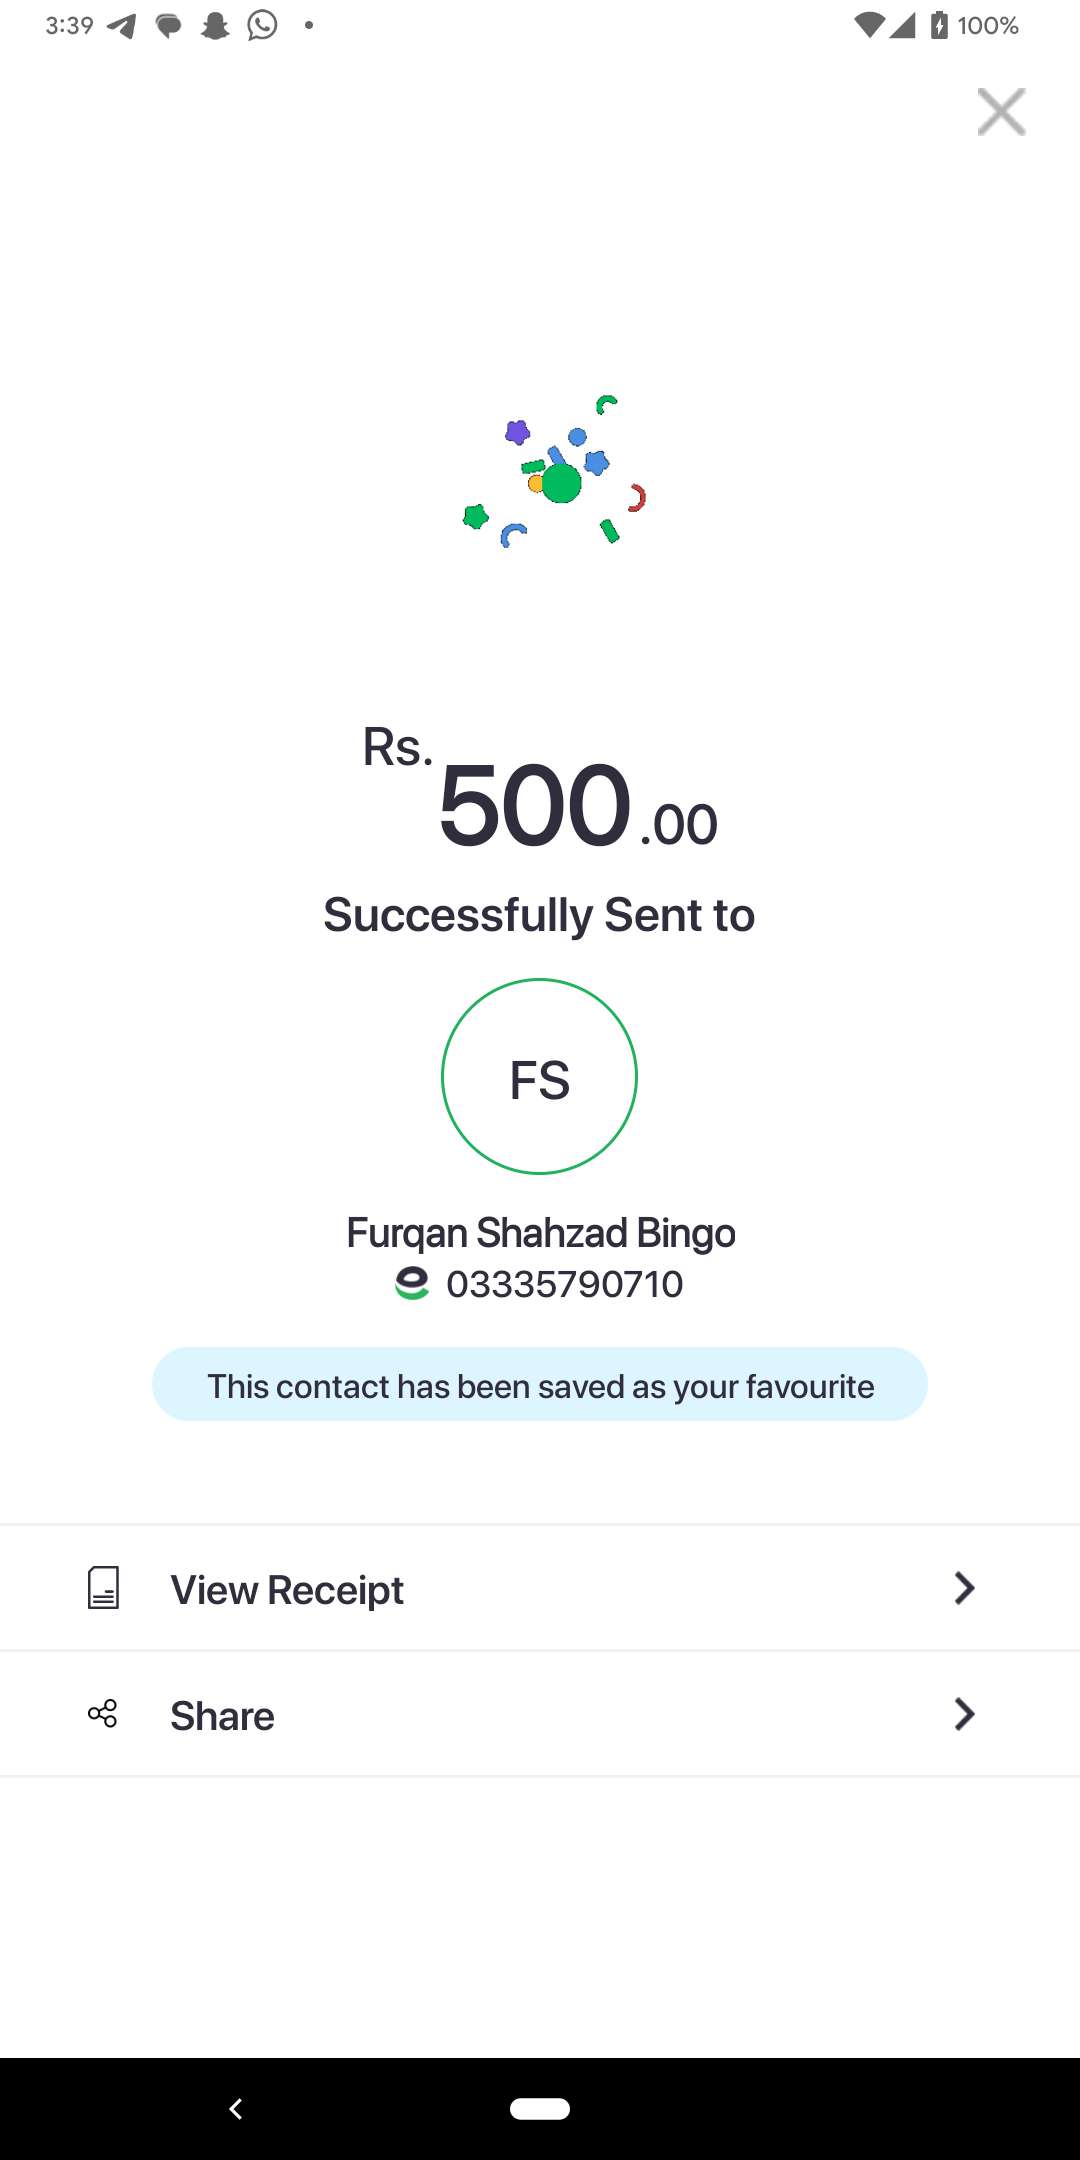 3:39
100%
Rs. 500.00
Successfully Sent to
FS
Furqan Shahzad Bingo
03335790710
This contact has been saved as your favourite
View Receipt
Share